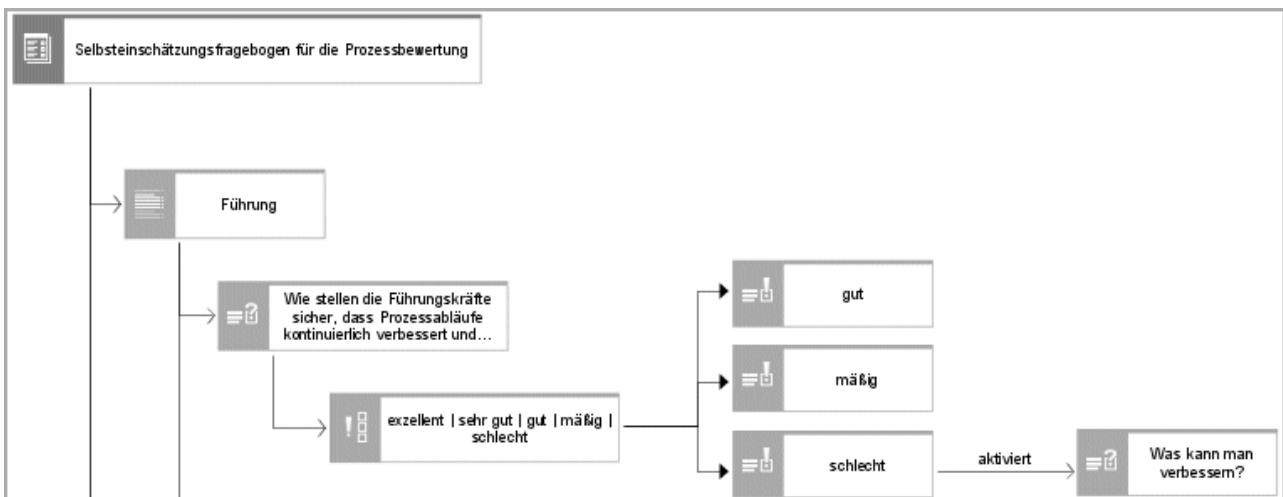 Selbsteinschätzungsfragebogen für die Prozessbewertung
Führung
Wie stellen die Führungskräfte
sicher, dass Prozessabläufe
kontinuierlich verbessert und...
exzellent | sehr gut | gut | mäßig |
schlecht
gut
mäßig
schlecht
aktiviert
Was kann man
verbessern?